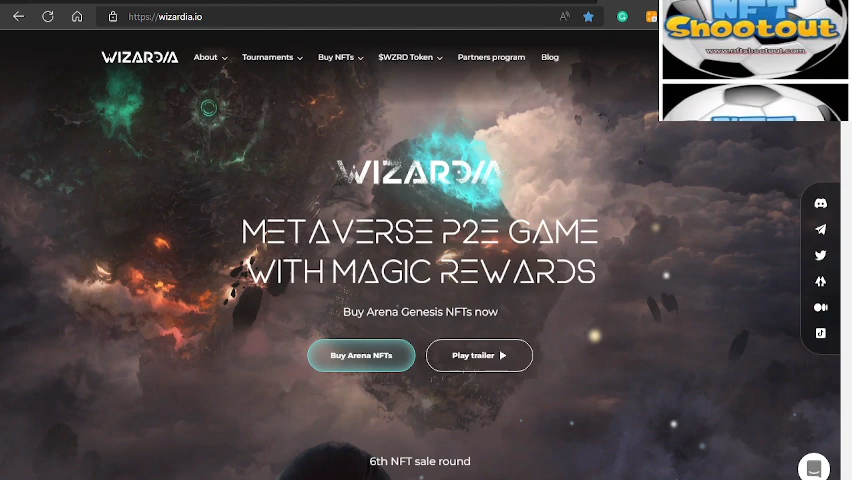 https://wizardia.io
NFT
Shootout
www.nftshootout.com
WIZARDIA
About
Tournaments
Buy NFTs
$WZRD Token
Partners program
Blog
WIZARDIA
METAVERSE P2E GAME
WITH MAGIC REWARDS
Buy Arena Genesis NFTs now
Buy Arena NFTs
Play trailer
6th NFT sale round